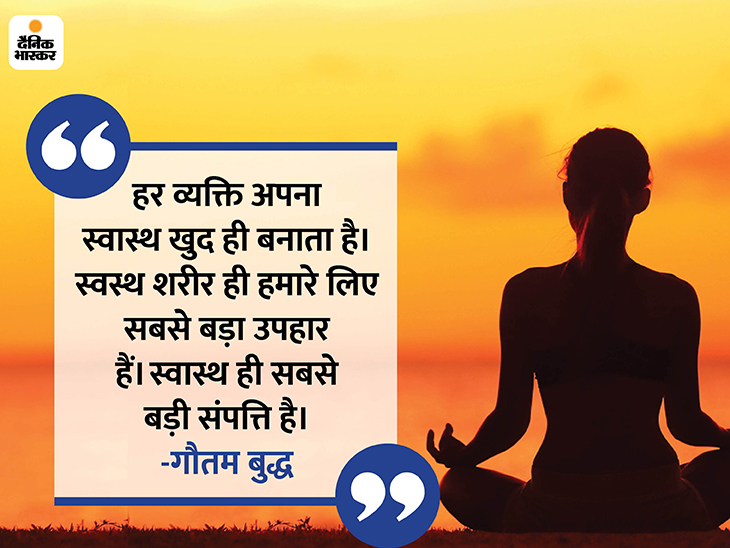 दैनिक
भास्कर
“
हर व्यक्ति अपना
स्वास्थ खुद ही बनाता है।
स्वस्थ शरीर ही हमारे लिए
सबसे बड़ा उपहार
हैं। स्वास्थ ही सबसे
बड़ी संपत्ति है।
-गौतम बुद्ध
”